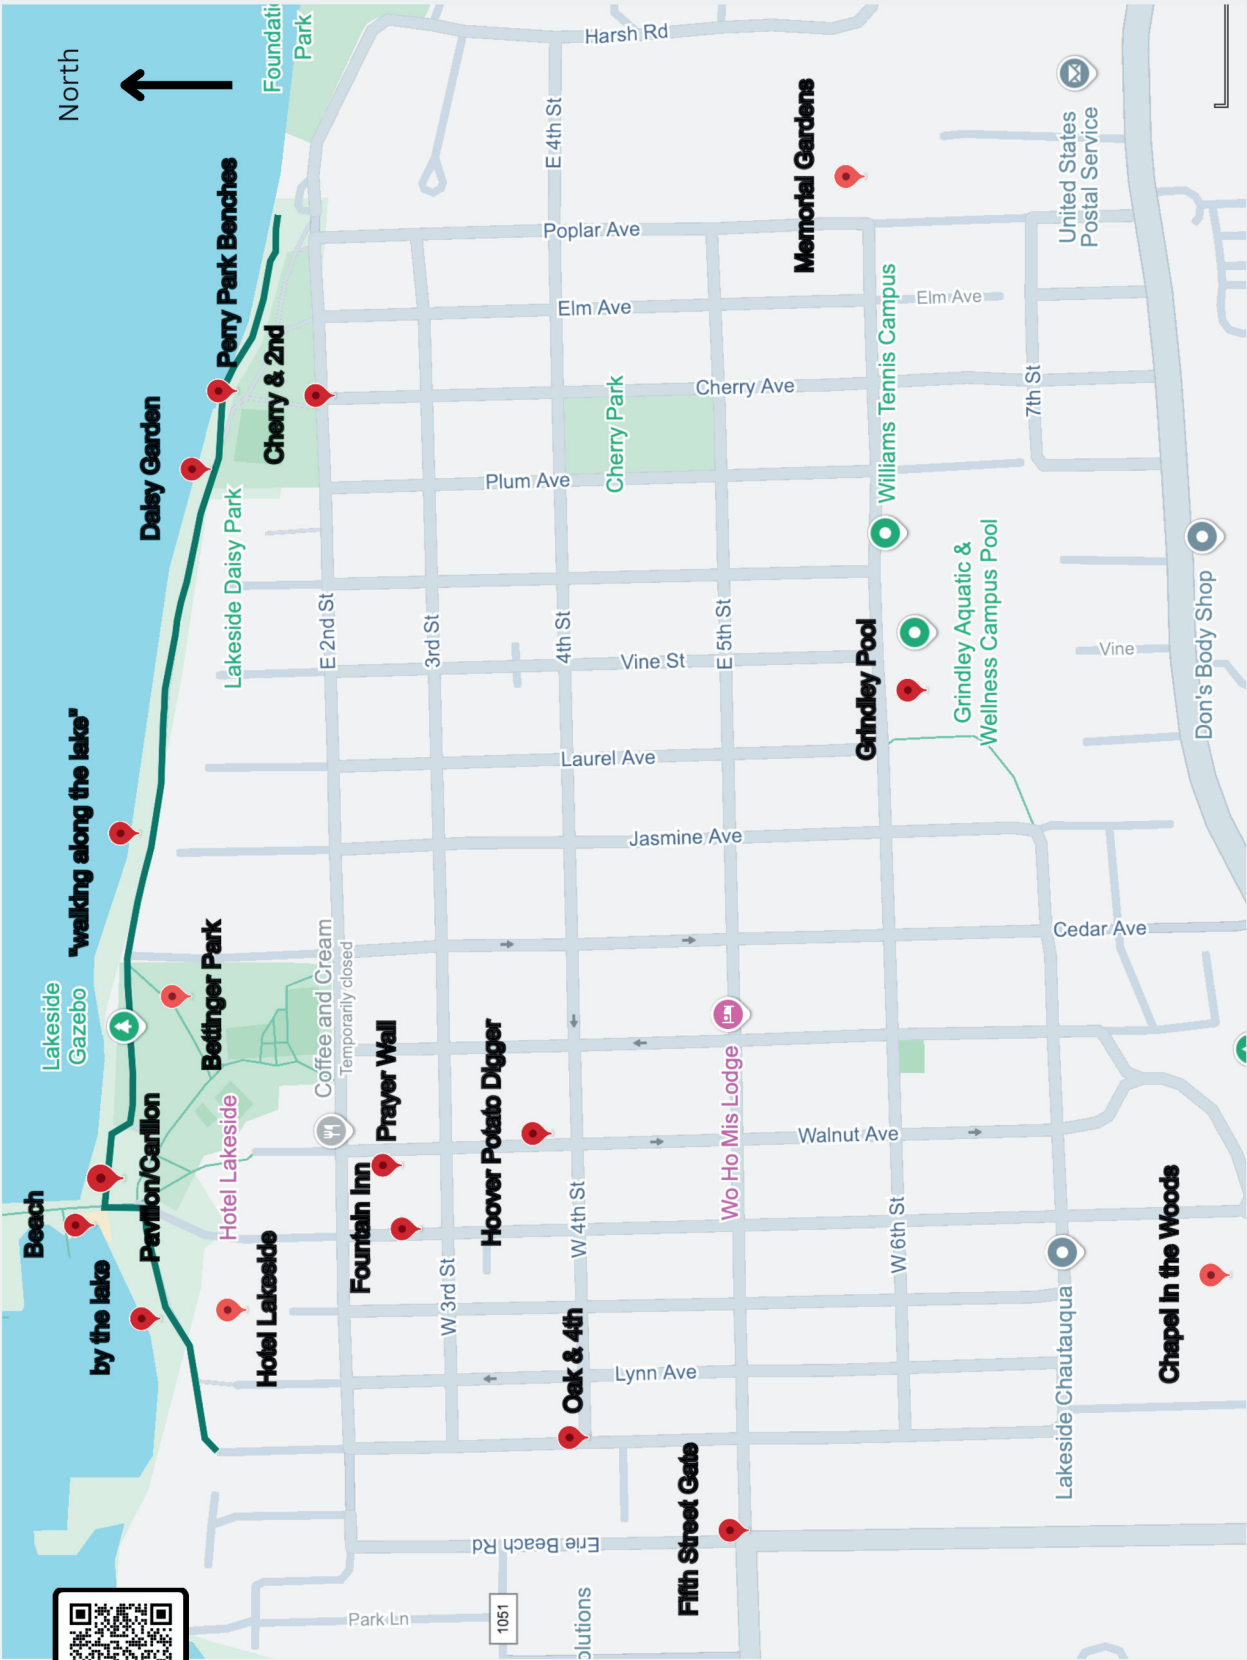 North
Foundati
Park
Harsh Rd
E 4th St
Memorial Gardens
United States
Postal Service
Perry Park Benches
Poplar Ave
Elm Ave
Elm Ave
Williams Tennis Campus
Cherry & 2nd
Cherry Ave
7th St
Cherry Park
Daisy Garden
Plum Ave
Lakeside Daisy Park
Grindley Aquatic &
Wellness Campus Pool
Don's Body Shop
E 2nd St
3rd St
4th St
E 5th St
Vine St
Vine
Grindley Pool
"walking along the lake"
Laurel Ave
Jasmine Ave
Cedar Ave
Lakeside
Gazebo
Bettinger Park
Coffee and Cream
Temporarily closed
Prayer Wall
Hoover Potato Digger
Wo Ho Mis Lodge
Walnut Ave
Pavilion/Carillon
Hotel Lakeside
Beach
Fountain Inn
W 4th St
W 6th St
Chapel in the Woods
by the lake
Hotel Lakeside
W 3rd St
Oak & 4th
Lynn Ave
Lakeside Chautauqua
Fifth Street Gate
Erie Beach Rd
Park Ln
1051
olutions